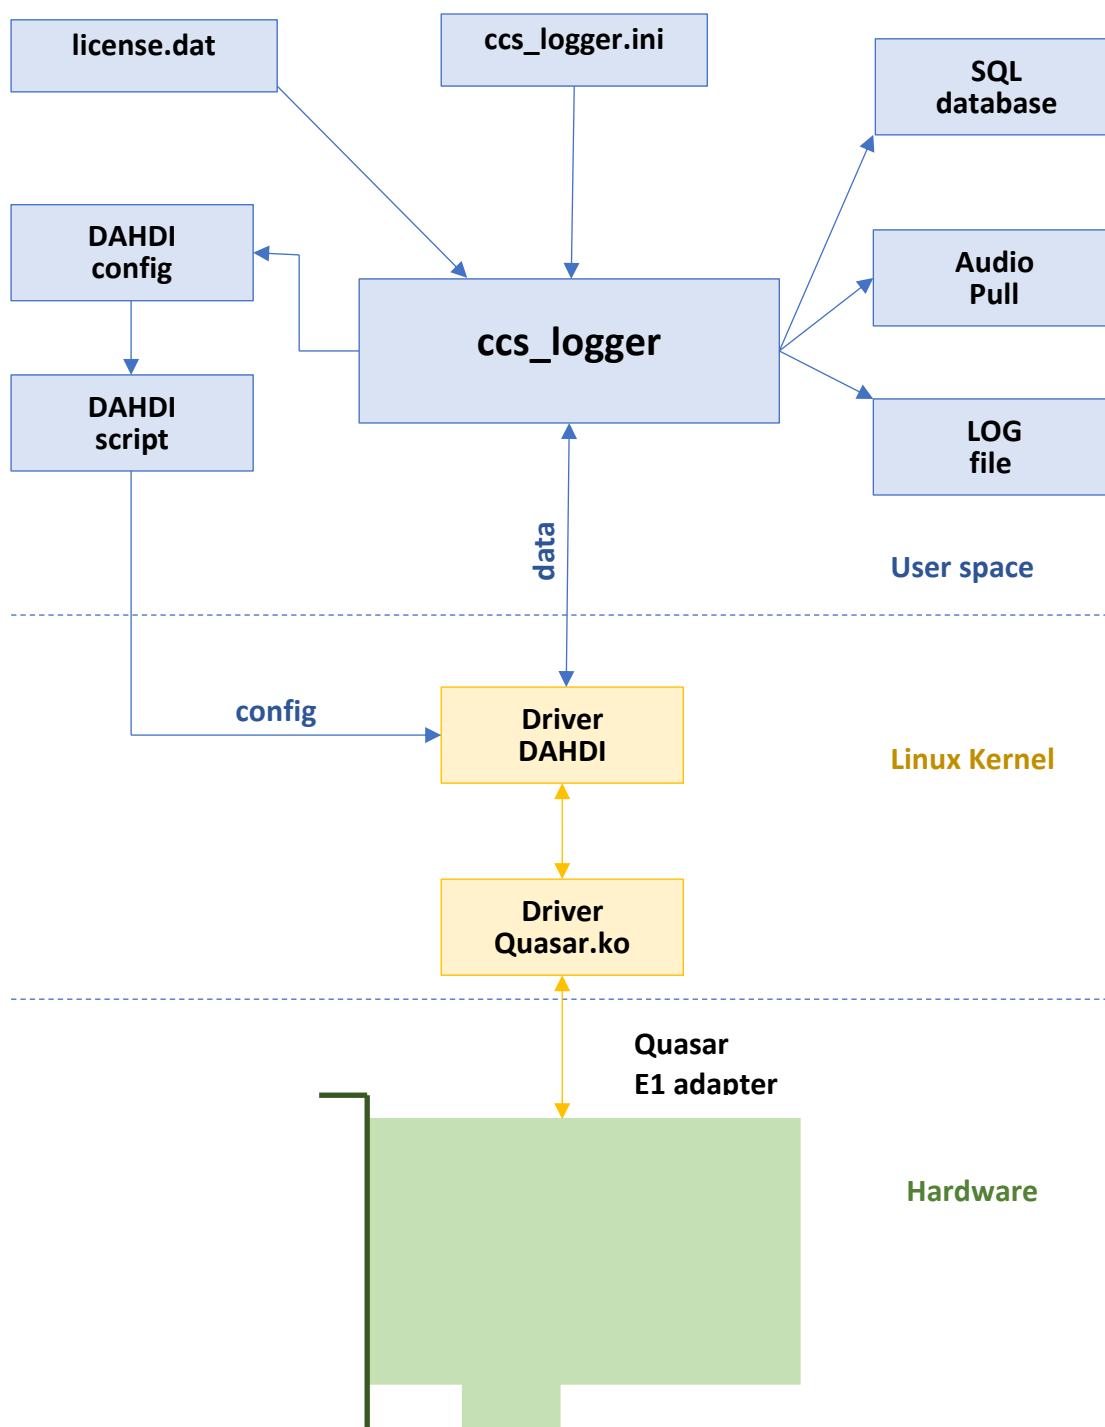 license.dat
ccs_logger.ini
SQL
database
DAHDI
config
Audio
Pull
ccs_logger
DAHDI
script
LOG
file
data
User space
config
Driver
DAHDI
Linux Kernel
Driver
Quasar.ko
Quasar
E1 adapter
Hardware